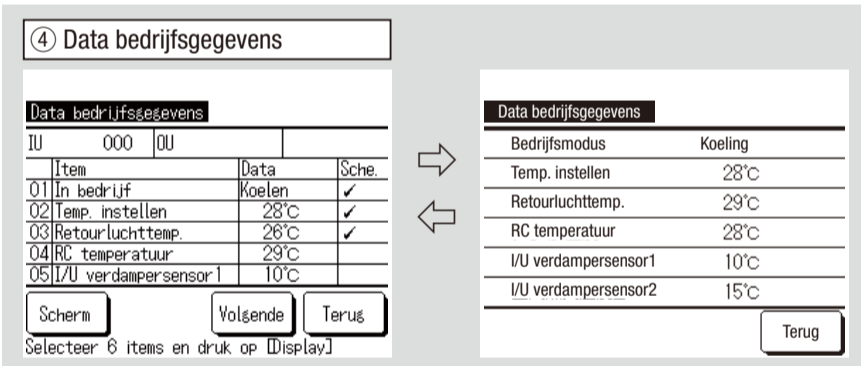 ④ Data bedrijfsgegevens
Data bedrijfsgegevens
IU 000 OU
Item Data Sche.
01 In bedrijf Koelen ✓
02 Temp. instellen 28°C ✓
03 Retourluchttemp. 26°C ✓
04 RC temperatuur 29°C
05 I/U verdampersensor1 10°C
Scherm Volgende Terug
Selecteer 6 items en druk op [Display]
Data bedrijfsgegevens
Bedrijfsmodus Koeling
Temp. instellen 28°C
Retourluchttemp. 29°C
RC temperatuur 28°C
I/U verdampersensor1 10°C
I/U verdampersensor2 15°C
Terug